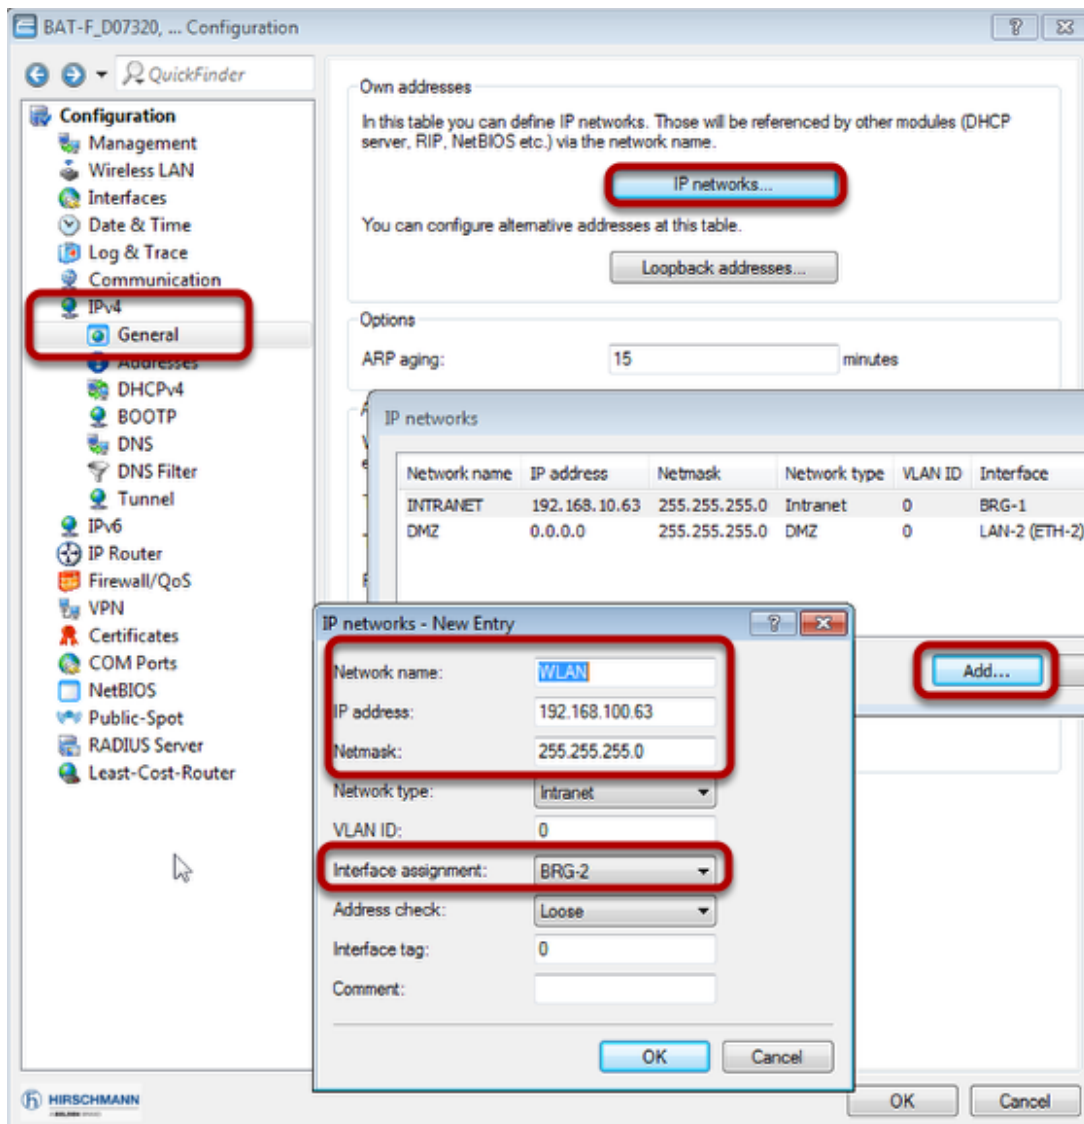 BAT-F_D07320, ... Configuration
QuickFinder
Configuration
Management
Wireless LAN
Interfaces
Date & Time
Log & Trace
Communication
IPv4
General
Addresses
DHCPv4
BOOTP
DNS
DNS Filter
Tunnel
IPv6
IP Router
Firewall/QoS
VPN
Certificates
COM Ports
NetBIOS
Public-Spot
RADIUS Server
Least-Cost-Router
Own addresses
In this table you can define IP networks. Those will be referenced by other modules (DHCP
server, RIP, NetBIOS etc.) via the network name.
IP networks...
You can configure alternative addresses at this table.
Loopback addresses...
Options
ARP aging: 15 minutes
IP networks
Network name IP address Netmask Network type VLAN ID Interface
INTRANET 192.168.10.63 255.255.255.0 Intranet 0 BRG-1
DMZ 0.0.0.0 255.255.255.0 DMZ 0 LAN-2 (ETH-2)
Add...
IP networks - New Entry
Network name: WLAN
IP address: 192.168.100.63
Netmask: 255.255.255.0
Network type: Intranet
VLAN ID: 0
Interface assignment: BRG-2
Address check: Loose
Interface tag: 0
Comment:
OK Cancel
HIRSCHMANN
OK Cancel